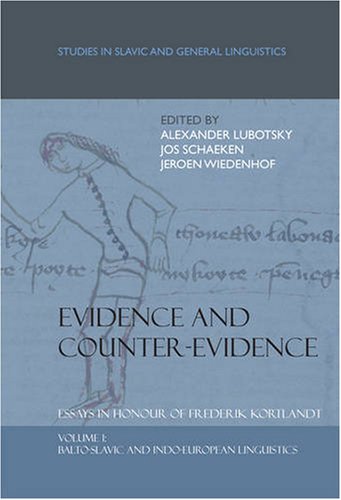 STUDIES IN SLAVIC AND GENERAL LINGUISTICS
EDITED BY
ALEXANDER LUBOTSKY
JOS SCHAEKEN
JEROEN WIEDENHOF
EVIDENCE AND
COUNTER-EVIDENCE
ESSAYS IN HONOUR OF FREDERIK KORTLANDT
VOLUME I:
BALTO-SLAVIC AND INDO-EUROPEAN LINGUISTICS